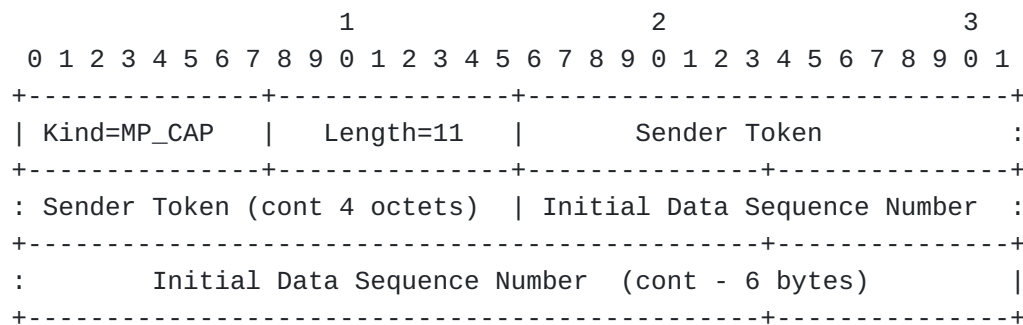 1                   2                   3
 0 1 2 3 4 5 6 7 8 9 0 1 2 3 4 5 6 7 8 9 0 1 2 3 4 5 6 7 8 9 0 1
+---------------+---------------+-------------------------------+
| Kind=MP_CAP   |   Length=11   |       Sender Token            :
+---------------+---------------+---------------+---------------+
: Sender Token (cont 4 octets)  | Initial Data Sequence Number  :
+-----------------------------------------------+---------------+
:        Initial Data Sequence Number  (cont - 6 bytes)         |
+-----------------------------------------------+---------------+